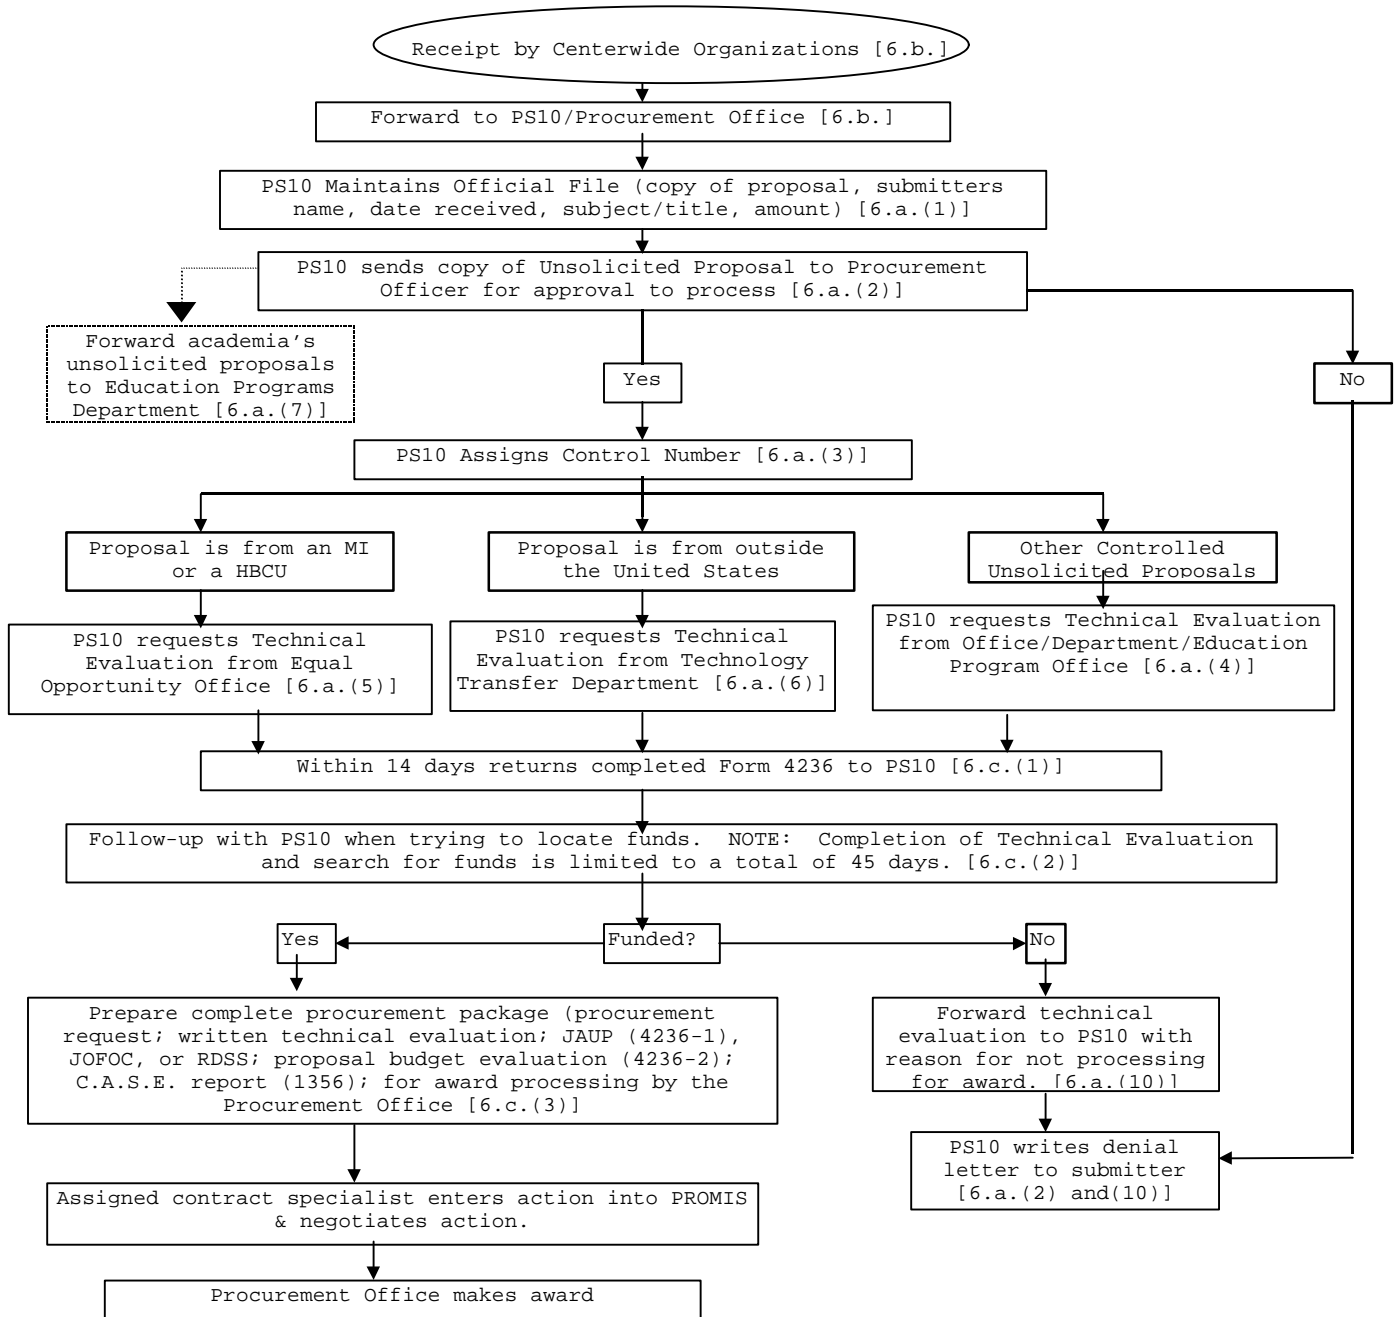 Receipt by Centerwide Organizations [6.b.]
Forward to PS10/Procurement Office [6.b.]
PS10 Maintains Official File (copy of proposal, submitters
name, date received, subject/title, amount) [6.a.(1)]
PS10 sends copy of Unsolicited Proposal to Procurement
Officer for approval to process [6.a.(2)]
Forward academia's
unsolicited proposals
to Education Programs
Department [6.a.(7)]
Yes
No
PS10 Assigns Control Number [6.a.(3)]
Proposal is from an MI
or a HBCU
Proposal is from outside
the United States
Other Controlled
Unsolicited Proposals
PS10 requests Technical
Evaluation from Equal
Opportunity Office [6.a.(5)]
PS10 requests Technical
Evaluation from Technology
Transfer Department [6.a.(6)]
PS10 requests Technical Evaluation
from Office/Department/Education
Program Office [6.a.(4)]
Within 14 days returns completed Form 4236 to PS10 [6.c.(1)]
Follow-up with PS10 when trying to locate funds.  NOTE:  Completion of Technical Evaluation
and search for funds is limited to a total of 45 days. [6.c.(2)]
Yes
Funded?
No
Prepare complete procurement package (procurement
request; written technical evaluation; JAUP (4236-1),
JOFOC, or RDSS; proposal budget evaluation (4236-2);
C.A.S.E. report (1356); for award processing by the
Procurement Office [6.c.(3)]
Forward technical
evaluation to PS10 with
reason for not processing
for award. [6.a.(10)]
PS10 writes denial
letter to submitter
[6.a.(2) and(10)]
Assigned contract specialist enters action into PROMIS
& negotiates action.
Procurement Office makes award